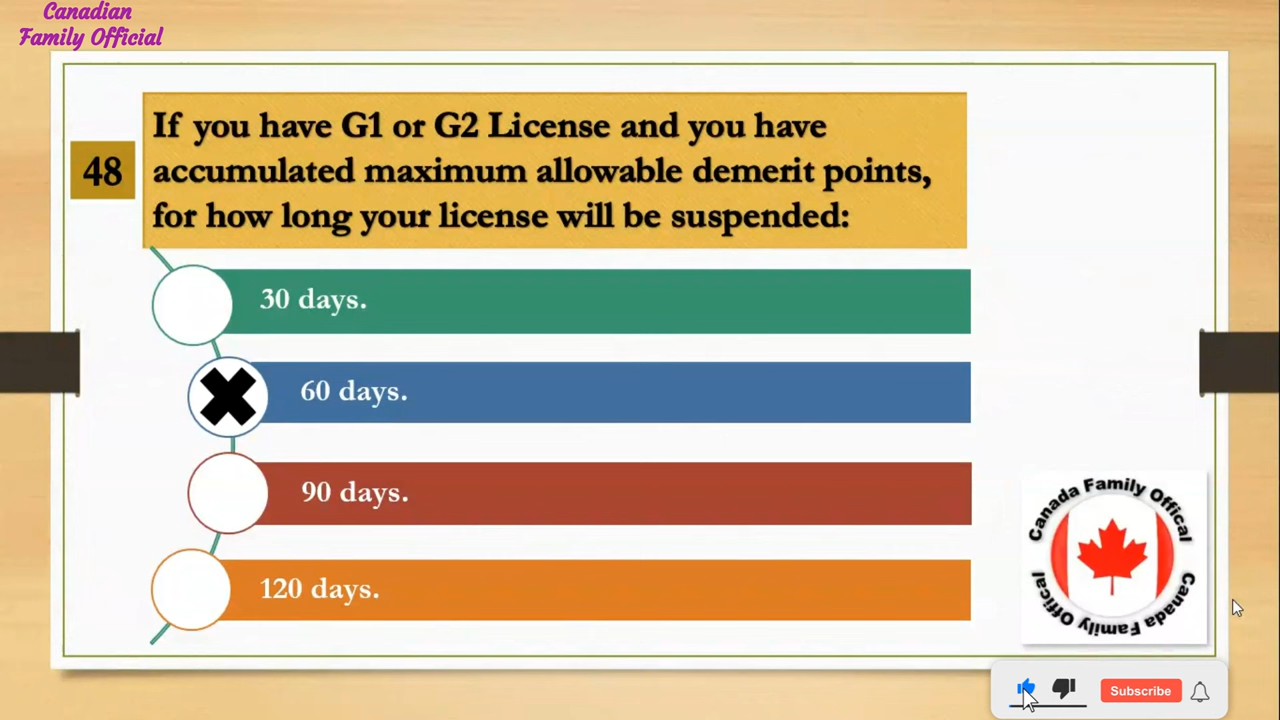 Canadian
Family Official
48
If you have G1 or G2 License and you have
accumulated maximum allowable demerit points,
for how long your license will be suspended:
30 days.
60 days.
90 days.
120 days.
Canada Family Offical
Canada Family Offical
Subscribe